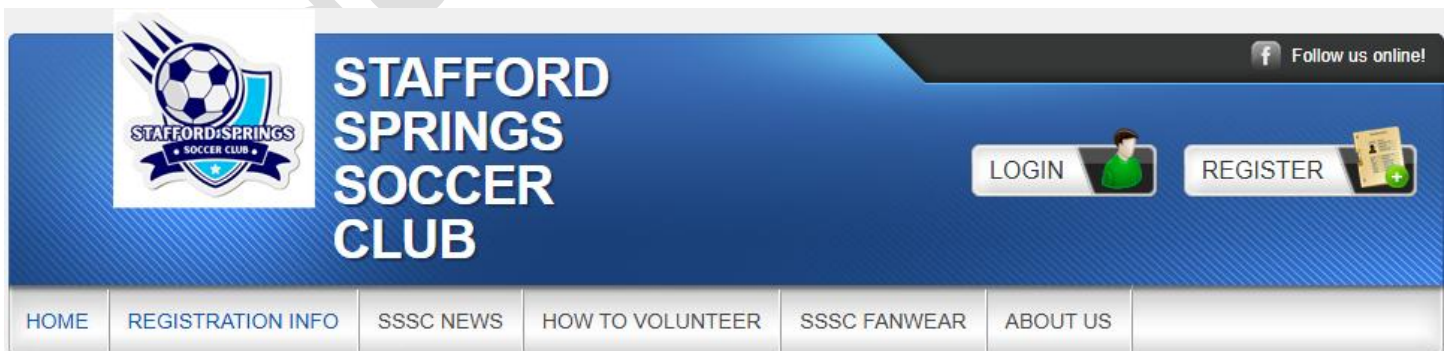 Follow us online!
STAFFORD
SPRINGS
SOCCER
CLUB
STAFFORD SPRINGS
• SOCCER CLUB •
LOGIN
REGISTER
HOME REGISTRATION INFO SSSC NEWS HOW TO VOLUNTEER SSSC FANWEAR ABOUT US